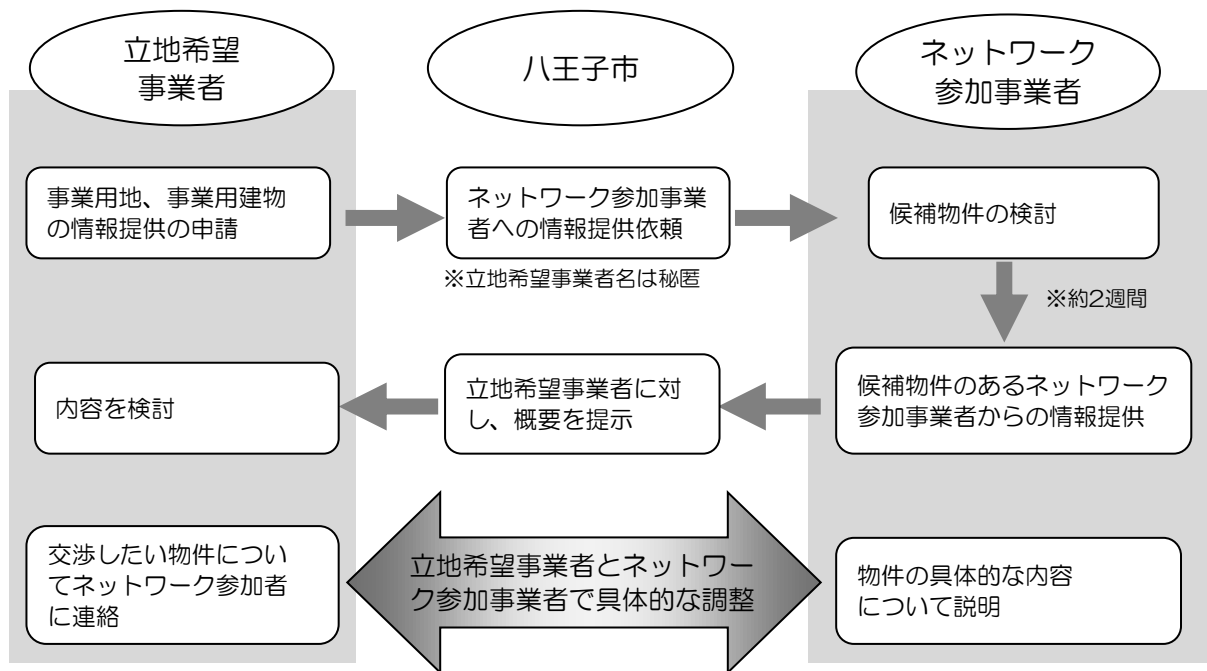 立地希望
事業者
八王子市
ネットワーク
参加事業者
事業用地、事業用建物
の情報提供の申請
ネットワーク参加事業
者への情報提供依頼
※立地希望事業者名は秘匿
候補物件の検討
※約2週間
候補物件のあるネットワーク
参加事業者からの情報提供
立地希望事業者に対
し、概要を提示
内容を検討
交渉したい物件につい
てネットワーク参加者
に連絡
立地希望事業者とネットワー
ク参加事業者で具体的な調整
物件の具体的な内容
について説明